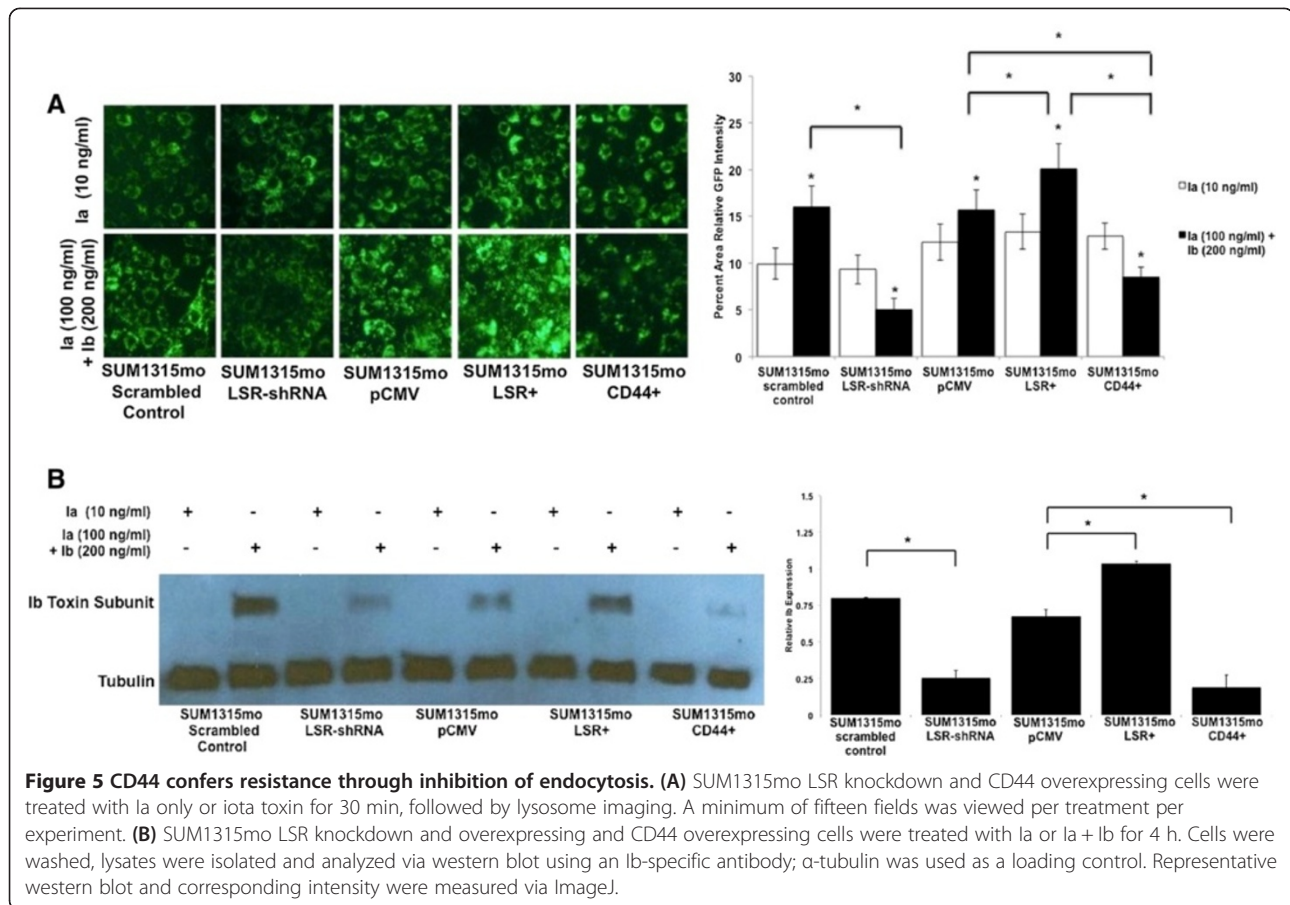 A
Ia (10 ng/ml)
Ia (100 ng/ml)
+ Ib (200 ng/ml)
SUM1315mo
Scrambled
Control
SUM1315mo
LSR-shRNA
SUM1315mo
pCMV
SUM1315mo
LSR+
SUM1315mo
CD44+
Percent Area Relative GFP Intensity
30
25
20
15
10
5
0
*
*
*
*
*
*
*
*
*
SUM1315mo
scrambled
control
SUM1315mo
LSR-shRNA
SUM1315mo
pCMV
SUM1315mo
LSR+
SUM1315mo
CD44+
Ia (10 ng/ml)
Ia (100 ng/ml) +
Ib (200 ng/ml)
B
Ia (10 ng/ml) + - + - + - + - + -
Ia (100 ng/ml)
+ Ib (200 ng/ml) - + - + - + - + - +
Ib Toxin Subunit
Tubulin
SUM1315mo
Scrambled
Control
SUM1315mo
LSR-shRNA
SUM1315mo
pCMV
SUM1315mo
LSR+
SUM1315mo
CD44+
Relative Ib Expression
1.5
1.25
1
0.75
0.5
0.25
0
*
*
*
SUM1315mo
scrambled
control
SUM1315mo
LSR-shRNA
SUM1315mo
pCMV
SUM1315mo
LSR+
SUM1315mo
CD44+
Figure 5 CD44 confers resistance through inhibition of endocytosis. (A) SUM1315mo LSR knockdown and CD44 overexpressing cells were
treated with Ia only or iota toxin for 30 min, followed by lysosome imaging. A minimum of fifteen fields was viewed per treatment per
experiment. (B) SUM1315mo LSR knockdown and overexpressing and CD44 overexpressing cells were treated with Ia or Ia + Ib for 4 h. Cells were
washed, lysates were isolated and analyzed via western blot using an Ib-specific antibody; α-tubulin was used as a loading control. Representative
western blot and corresponding intensity were measured via ImageJ.